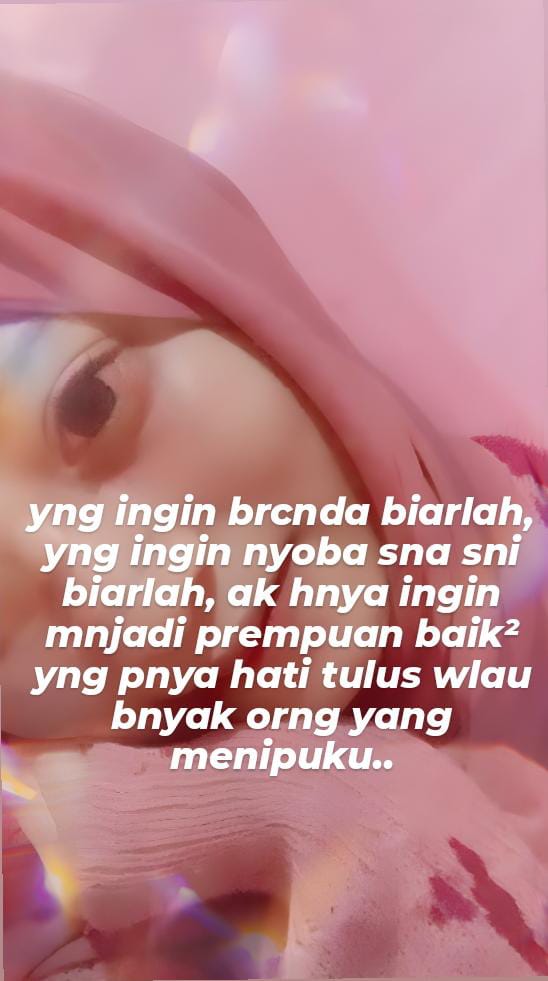 yng ingin brcnda biarlah,
yng ingin nyoba sna sni
biarlah, ak hnya ingin
mnjadi prempuan baik²
yng pnya hati tulus wlau
bnyak orng yang
menipuku..